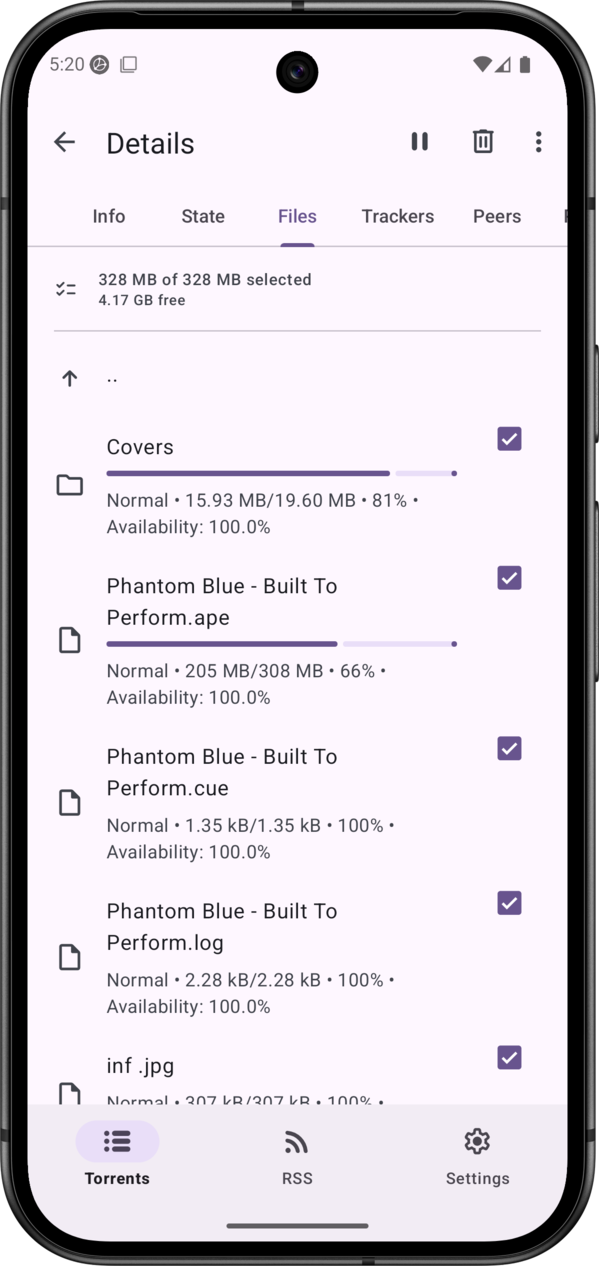 5:20
Details
Info State Files Trackers Peers
328 MB of 328 MB selected
4.17 GB free
..
Covers
Normal • 15.93 MB/19.60 MB • 81% •
Availability: 100.0%
Phantom Blue - Built To
Perform.ape
Normal • 205 MB/308 MB • 66% •
Availability: 100.0%
Phantom Blue - Built To
Perform.cue
Normal • 1.35 kB/1.35 kB • 100% •
Availability: 100.0%
Phantom Blue - Built To
Perform.log
Normal • 2.28 kB/2.28 kB • 100% •
Availability: 100.0%
inf .jpg
Normal • 307 kB/307 kB • 100% •
Torrents RSS Settings